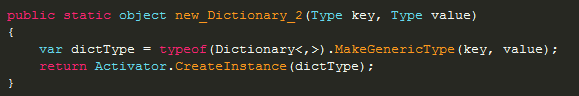 public static object new_Dictionary_2(Type key, Type value)
{
    var dictType = typeof(Dictionary<,>).MakeGenericType(key, value);
    return Activator.CreateInstance(dictType);
}